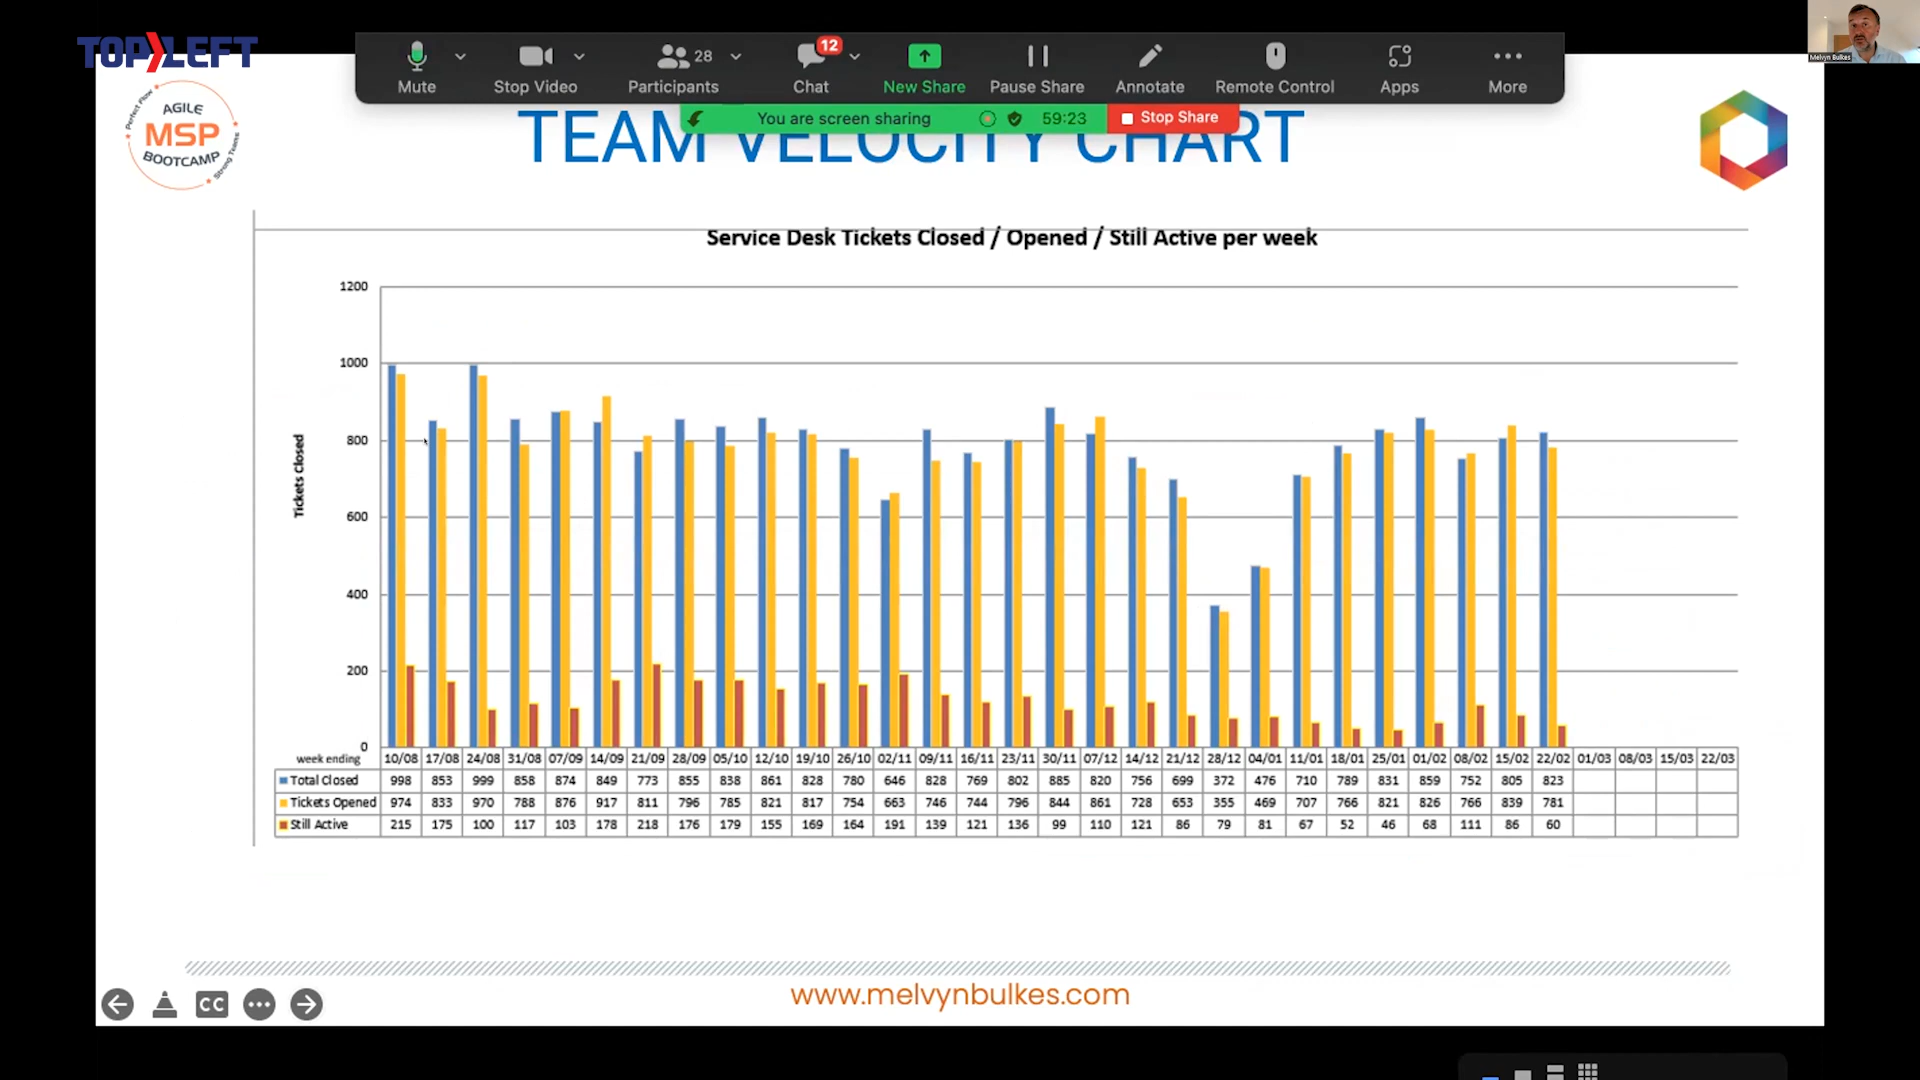 TOP LEFT
Mute
Stop Video
28
Participants
12
Chat
New Share
Pause Share
Annotate
Remote Control
Apps
More
You are screen sharing
59:23
Stop Share
Melvyn Bulkes
Perfect Flow
AGILE
MSP
BOOTCAMP
Strong Teams
TEAM VELOCITY CHART
Service Desk Tickets Closed / Opened / Still Active per week
1200
1000
800
600
400
200
0
Tickets Closed
week ending 10/08 17/08 24/08 31/08 07/09 14/09 21/09 28/09 05/10 12/10 19/10 26/10 02/11 09/11 16/11 23/11 30/11 07/12 14/12 21/12 28/12 04/01 11/01 18/01 25/01 01/02 08/02 15/02 22/02 01/03 08/03 15/03 22/03
Total Closed 998 853 999 858 874 849 773 855 838 861 828 780 646 828 769 802 885 820 756 699 372 476 710 789 831 859 752 805 823
Tickets Opened 974 833 970 788 876 917 811 796 785 821 817 754 663 746 744 796 844 861 728 653 355 469 707 766 821 826 766 839 781
Still Active 215 175 100 117 103 178 218 176 179 155 169 164 191 139 121 136 99 110 121 86 79 81 67 52 46 68 111 86 60
www.melvynbulkes.com
CC